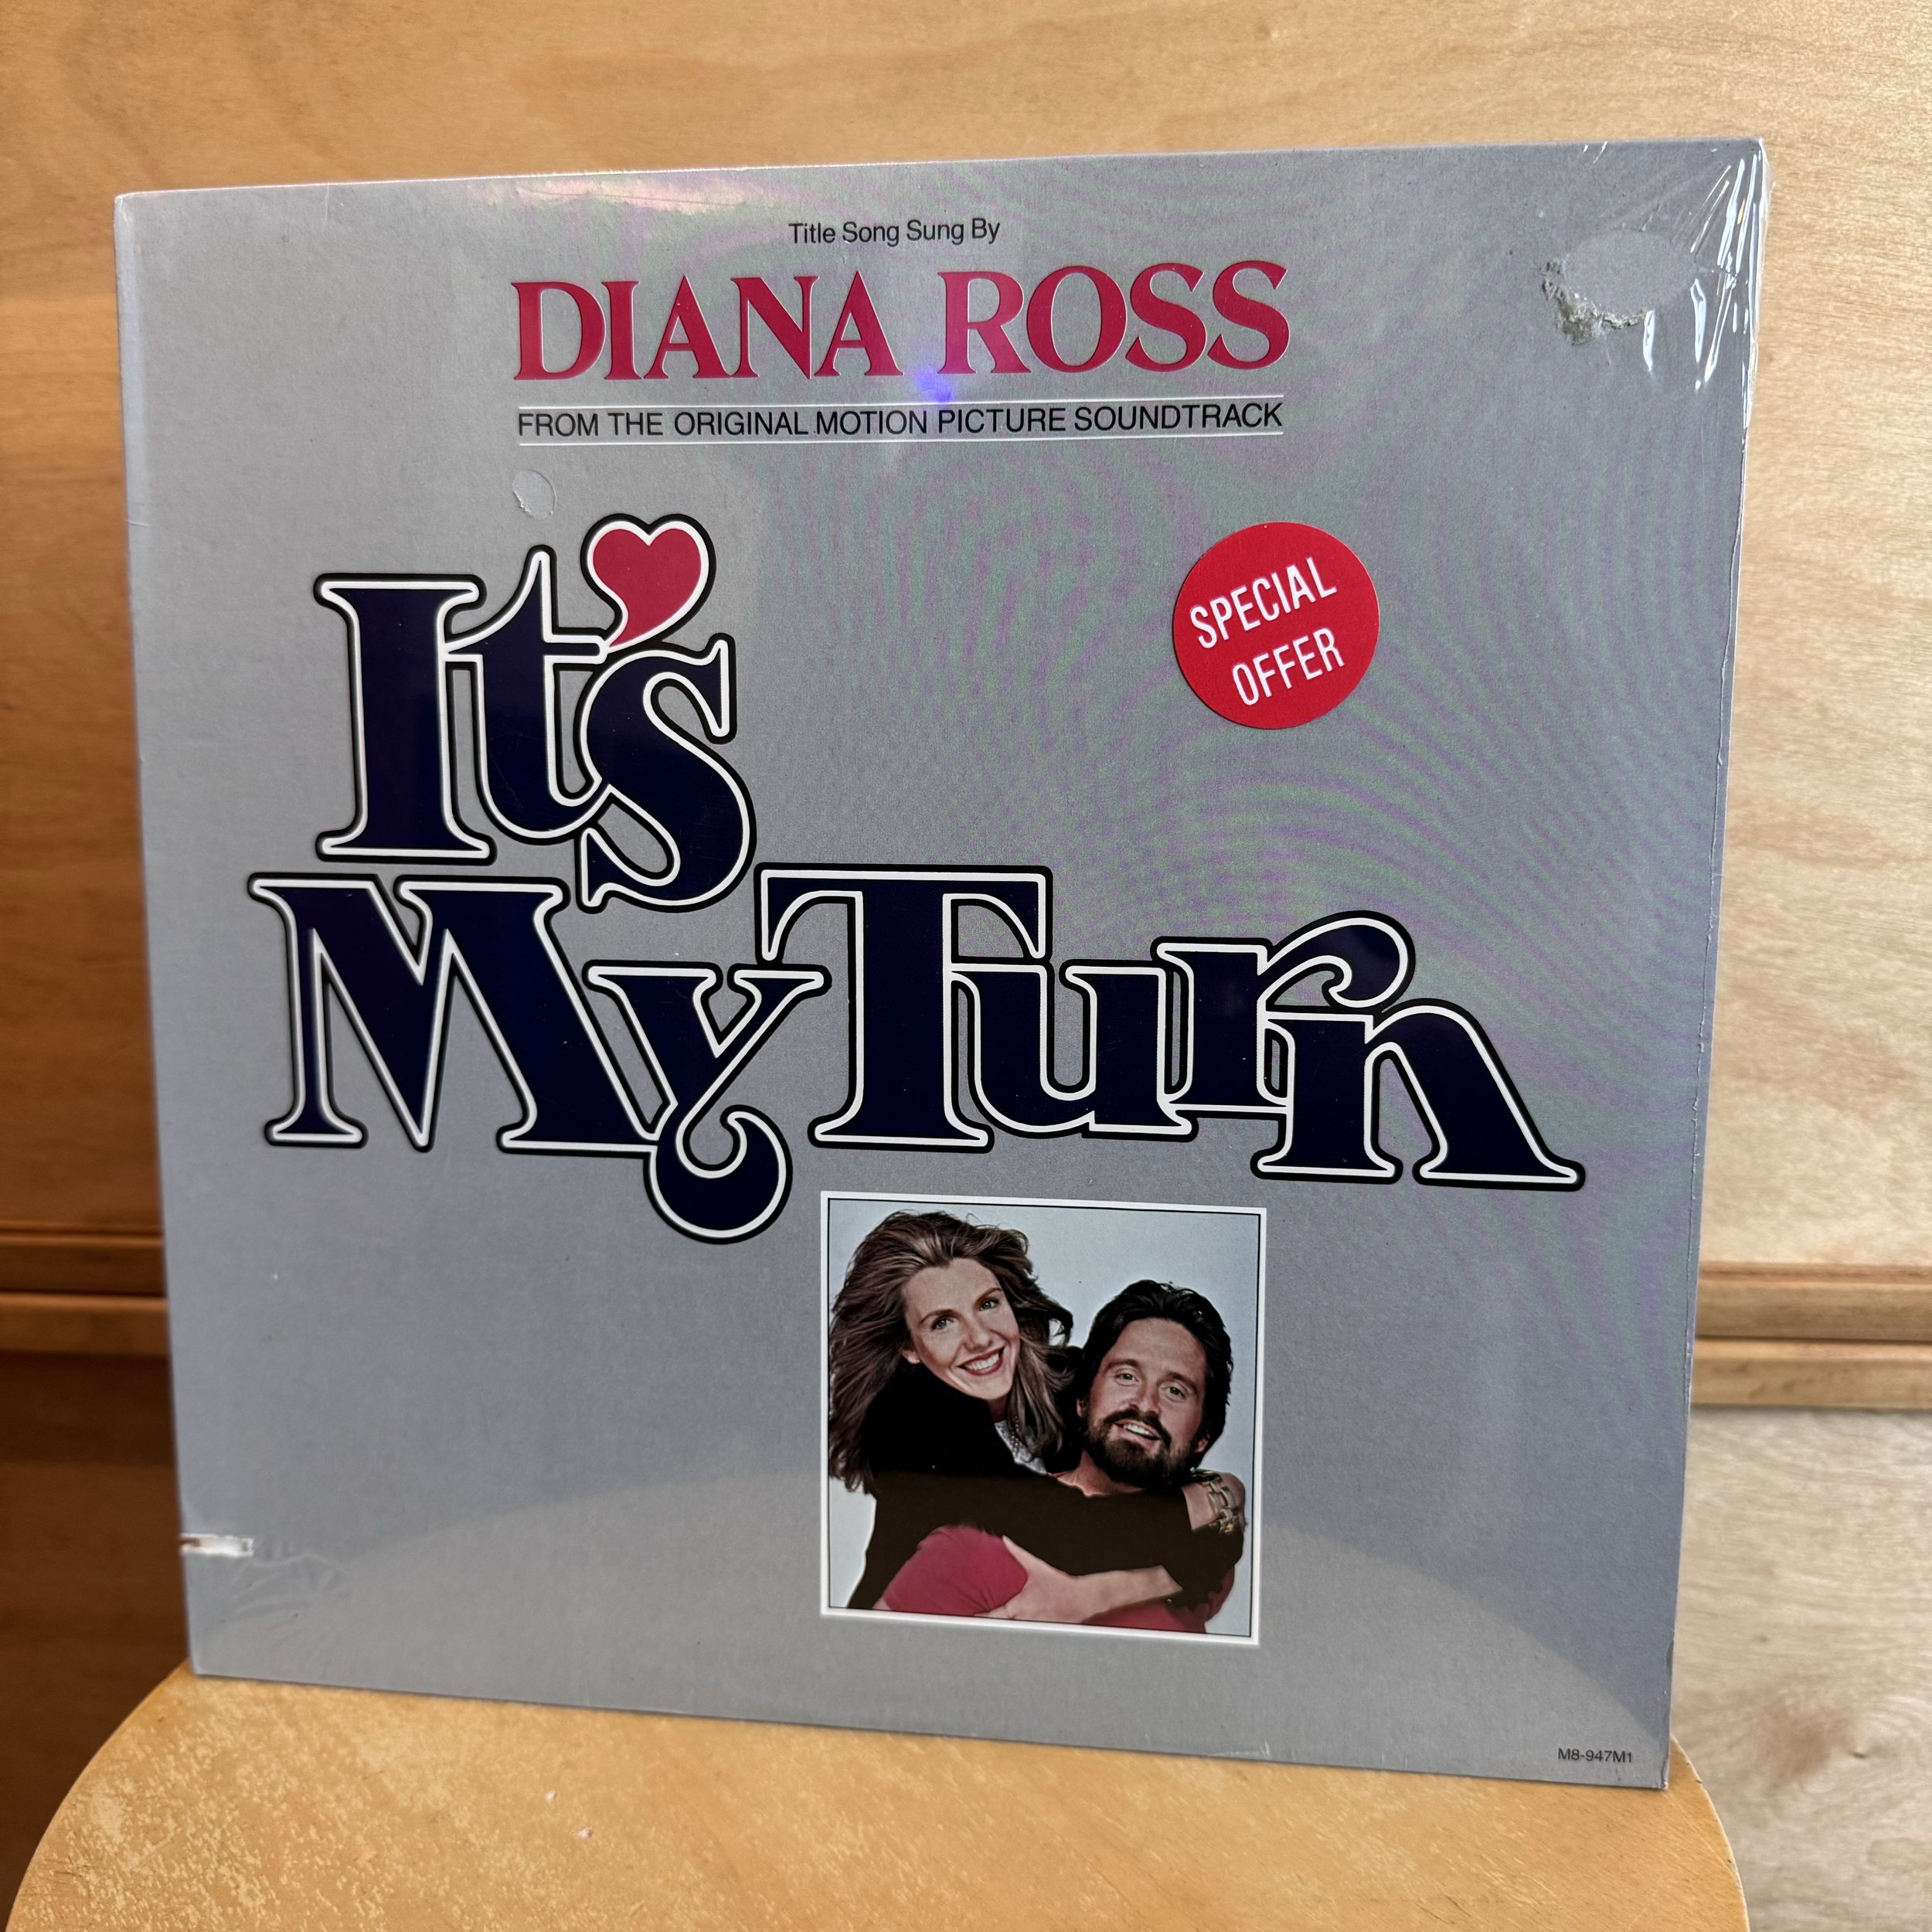 Title Song Sung By
DIANA ROSS
FROM THE ORIGINAL MOTION PICTURE SOUNDTRACK
It's
My Turn
SPECIAL
OFFER
M8-947M1